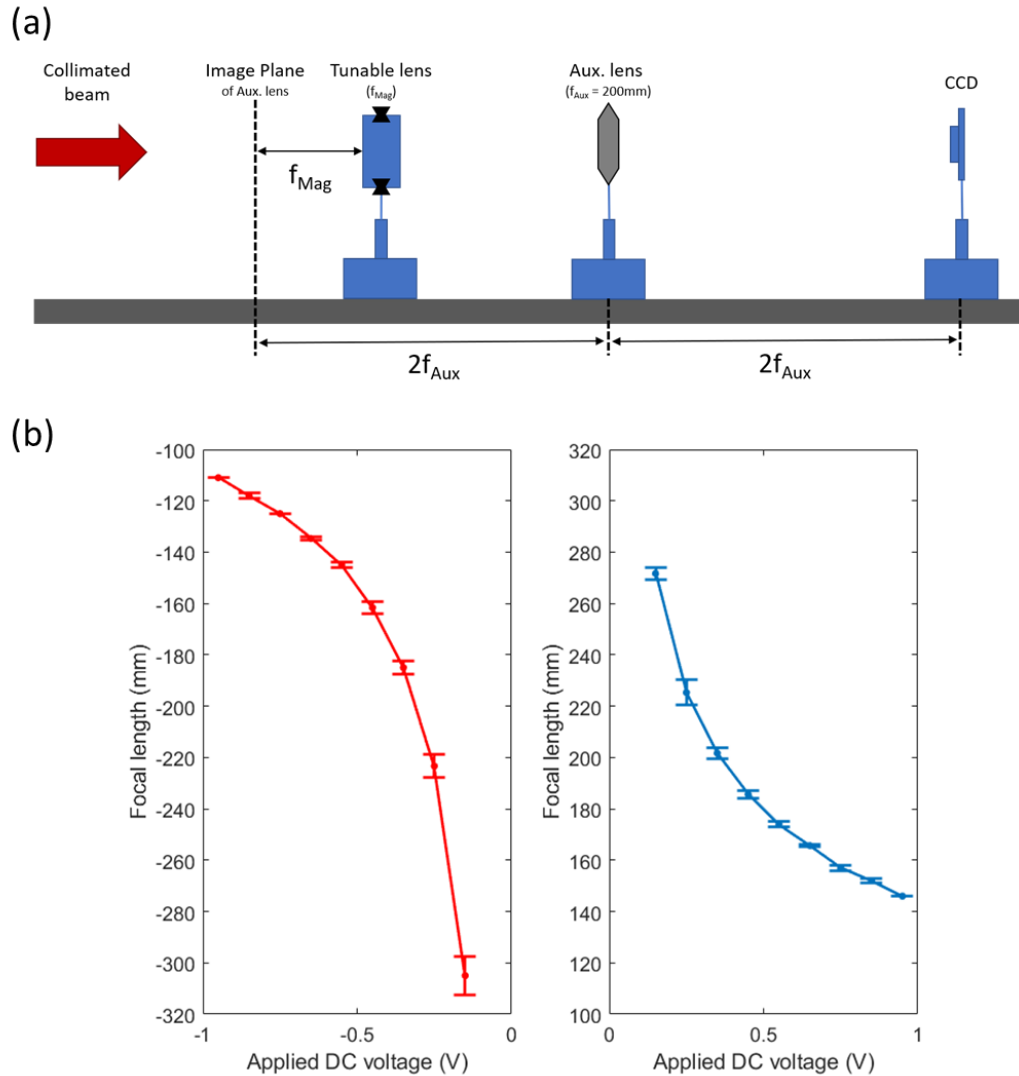 (a)
Collimated
beam
Image Plane
of Aux. lens
Tunable lens
(fMag)
Aux. lens
(fAux = 200mm)
CCD
fMag
2fAux
2fAux
(b)
Focal length (mm)
-100
-120
-140
-160
-180
-200
-220
-240
-260
-280
-300
-320
-1
-0.5
0
Applied DC voltage (V)
Focal length (mm)
320
300
280
260
240
220
200
180
160
140
120
100
0
0.5
1
Applied DC voltage (V)